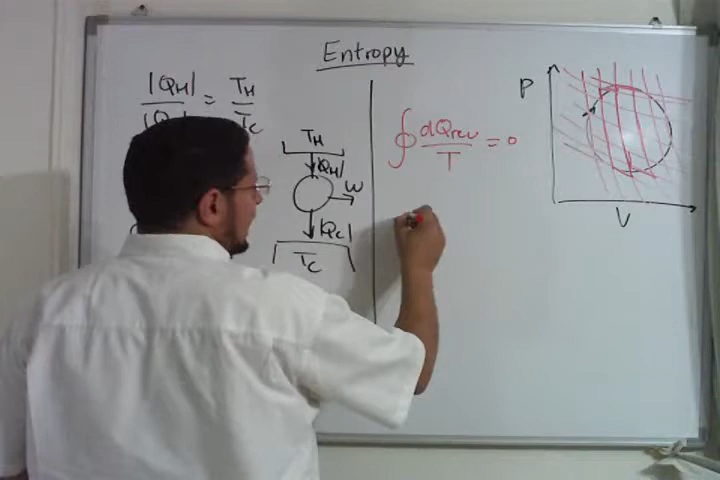 Entropy
|QH| / |Q = TH / TC
TH
|QH|
W
|QC|
TC
∮ dQrev / T = 0
P
V